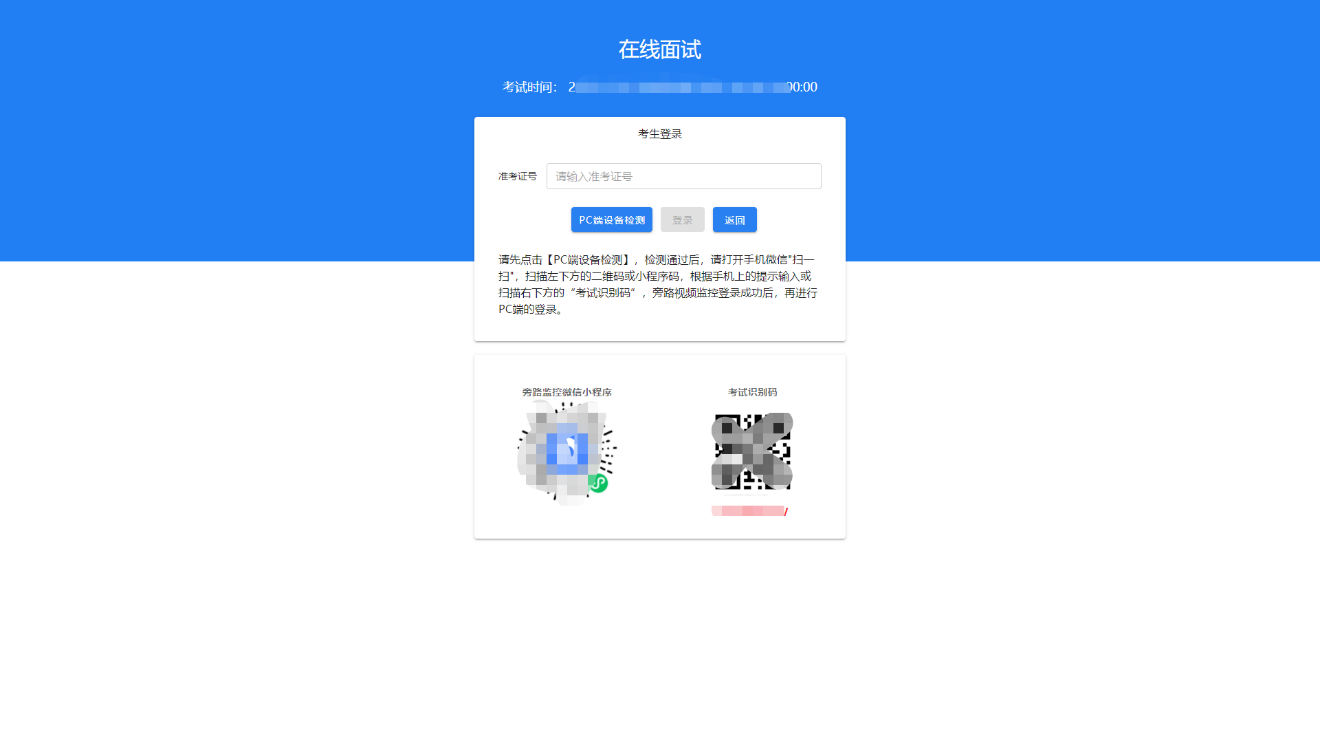 在线面试
考试时间： 2 00:00
考生登录
准考证号 请输入准考证号
PC端设备检测 登录 返回
请先点击【PC端设备检测】，检测通过后，请打开手机微信"扫一
扫"，扫描左下方的二维码或小程序码，根据手机上的提示输入或
扫描右下方的“考试识别码”，旁路视频监控登录成功后，再进行
PC端的登录。
旁路监控微信小程序 考试识别码